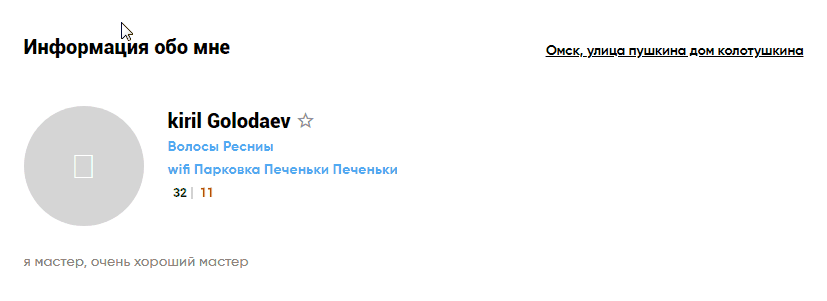 Информация обо мне
Омск, улица пушкина дом колотушкина
kiril Golodaev
Волосы Ресниы
wifi Парковка Печеньки Печеньки
32 | 11
я мастер, очень хороший мастер